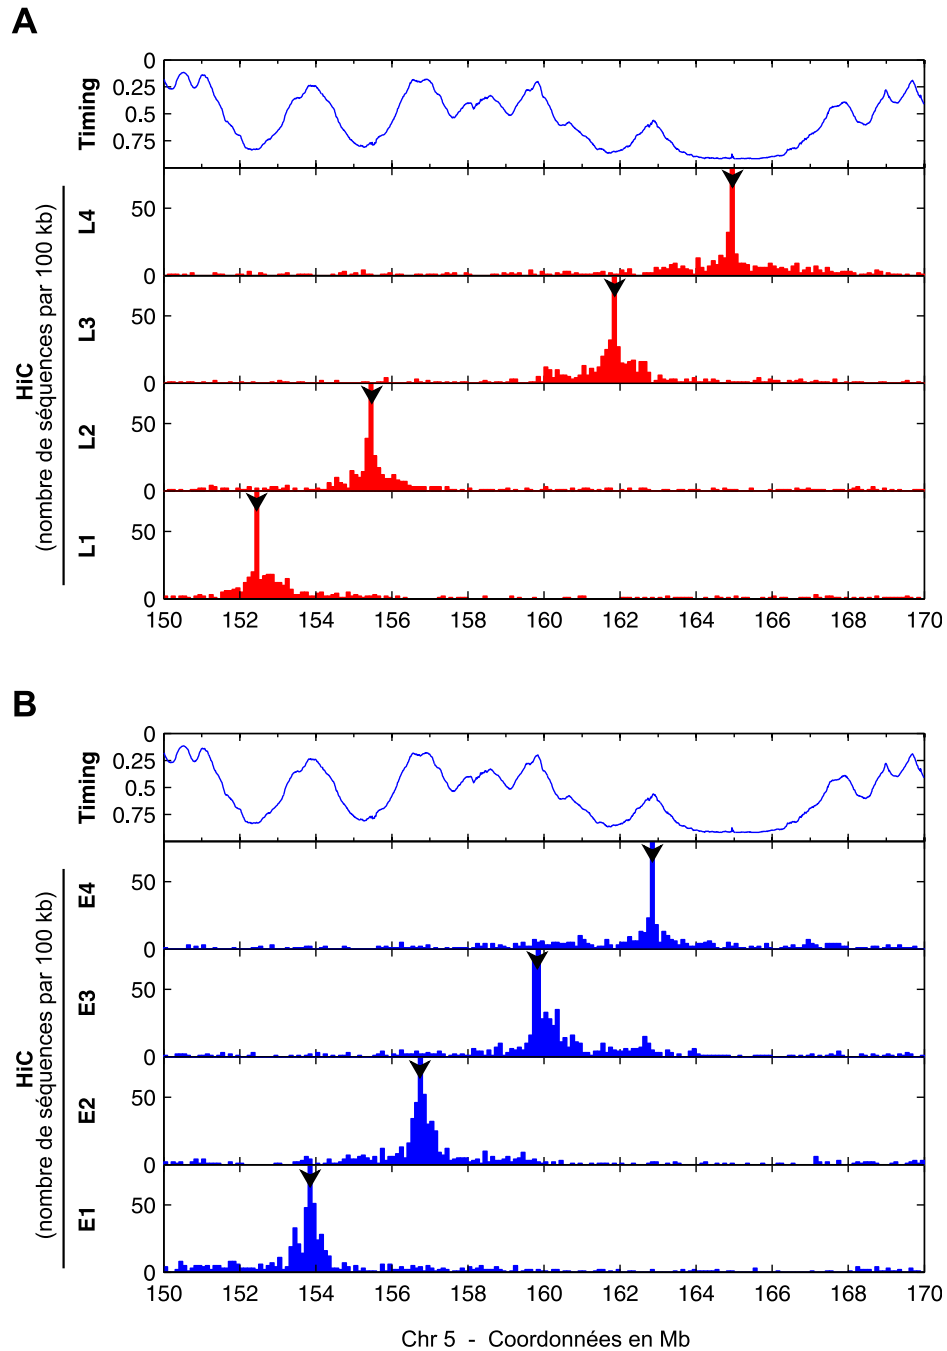 A
Timing
0
0.25
0.5
0.75
HiC
(nombre de séquences par 100 kb)
L4
50
0
L3
50
0
L2
50
0
L1
50
0
150 152 154 156 158 160 162 164 166 168 170
B
Timing
0
0.25
0.5
0.75
HiC
(nombre de séquences par 100 kb)
E4
50
0
E3
50
0
E2
50
0
E1
50
0
150 152 154 156 158 160 162 164 166 168 170
Chr 5 - Coordonnées en Mb